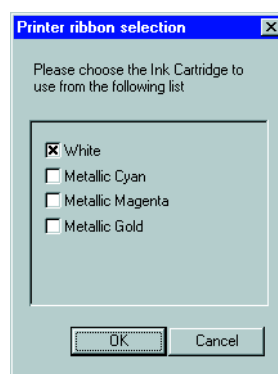 Printer ribbon selection
Please choose the Ink Cartridge to
use from the following list
White
Metallic Cyan
Metallic Magenta
Metallic Gold
OK Cancel